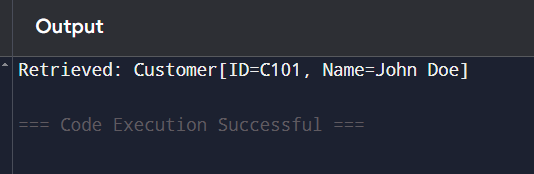 Output
Retrieved: Customer[ID=C101, Name=John Doe]
=== Code Execution Successful ===